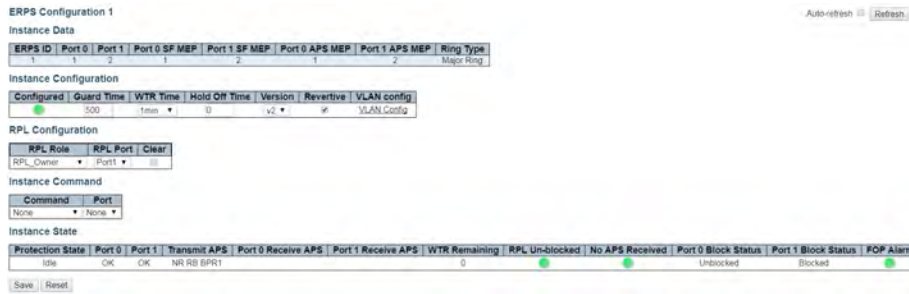 ERPS Configuration 1
Auto-refresh Refresh
Instance Data
ERPS ID Port 0 Port 1 Port 0 SF MEP Port 1 SF MEP Port 0 APS MEP Port 1 APS MEP Ring Type
1 1 2 1 2 1 2 Major Ring
Instance Configuration
Configured Guard Time WTR Time Hold Off Time Version Revertive VLAN config
500 1min 0 v2 VLAN Config
RPL Configuration
RPL Role RPL Port Clear
RPL_Owner Port1
Instance Command
Command Port
None None
Instance State
Protection State Port 0 Port 1 Transmit APS Port 0 Receive APS Port 1 Receive APS WTR Remaining RPL Un-blocked No APS Received Port 0 Block Status Port 1 Block Status FOP Alarm
Idle OK OK NR RB BPR1 0 Unblocked Blocked
Save Reset